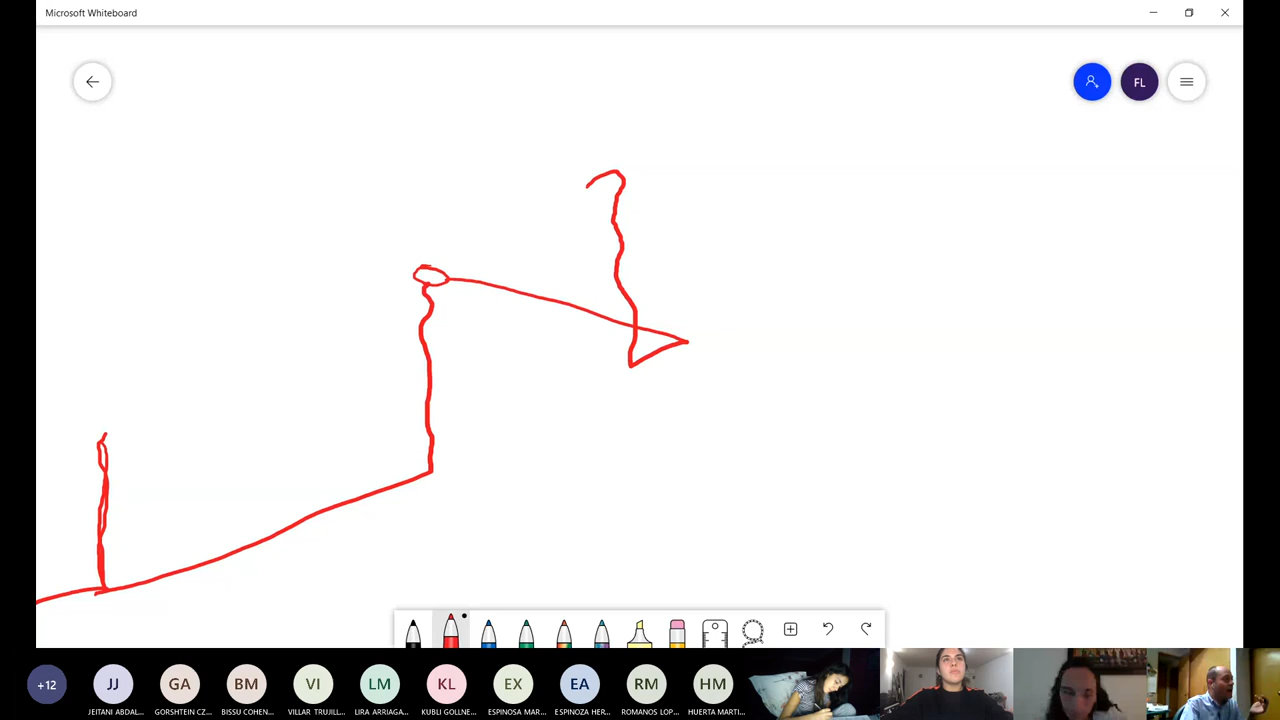 Microsoft Whiteboard
FL
+12
JJ
GA
BM
VI
LM
KL
EX
EA
RM
HM
JEITANI ABDAL...
GORSHTEIN CZ...
BISSU COHEN...
VILLAR TRUJILL...
LIRA ARRIAGA...
KUBLI GOLLNE...
ESPINOSA MAR...
ESPINOZA HER...
ROMANOS LOP...
HUERTA MARTI...